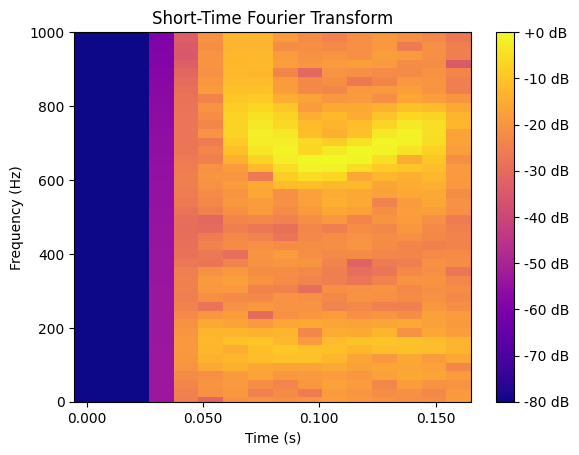 Short-Time Fourier Transform
1000
800
600
400
200
0
Frequency (Hz)
0.000
0.050
0.100
0.150
Time (s)
+0 dB
-10 dB
-20 dB
-30 dB
-40 dB
-50 dB
-60 dB
-70 dB
-80 dB